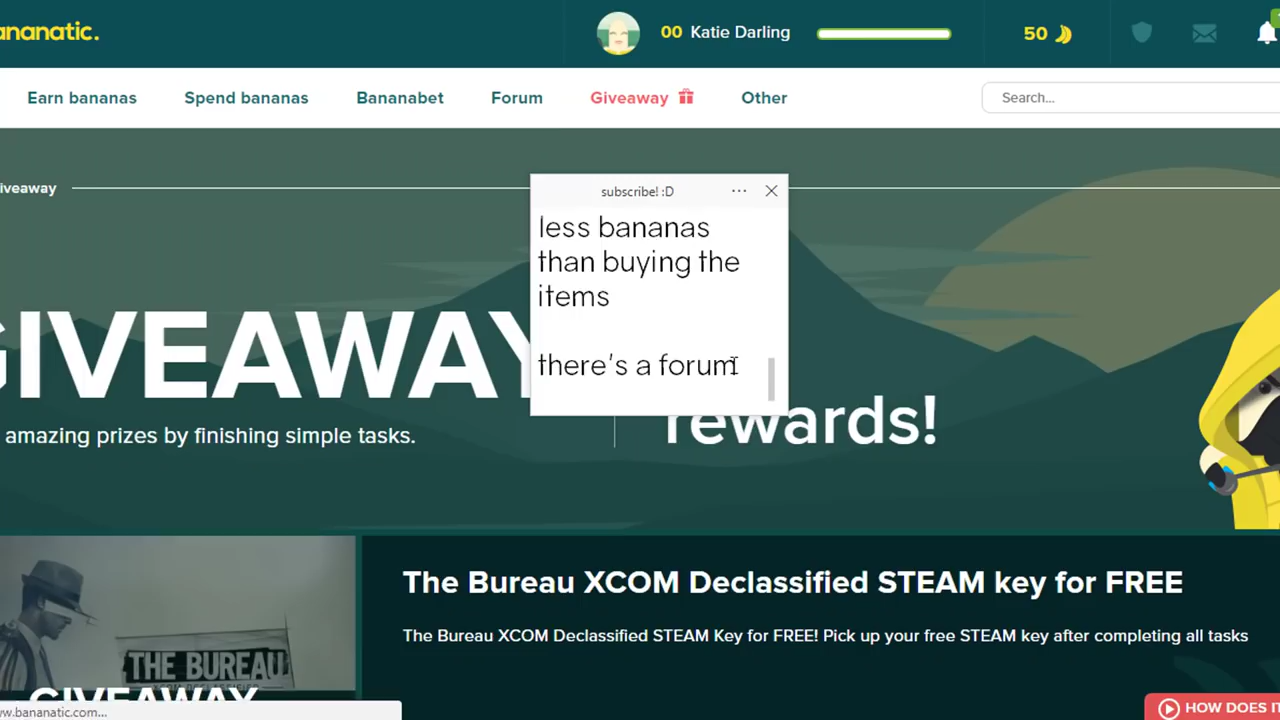 ananatic.
00 Katie Darling
50
Earn bananas
Spend bananas
Bananabet
Forum
Giveaway
Other
Search...
iveaway
subscribe! :D
less bananas
than buying the
items
there's a forum
GIVEAWAY
rewards!
amazing prizes by finishing simple tasks.
The Bureau XCOM Declassified STEAM key for FREE
The Bureau XCOM Declassified STEAM Key for FREE! Pick up your free STEAM key after completing all tasks
THE BUREAU
GIVEAWAY
ww.bananatic.com...
HOW DOES I